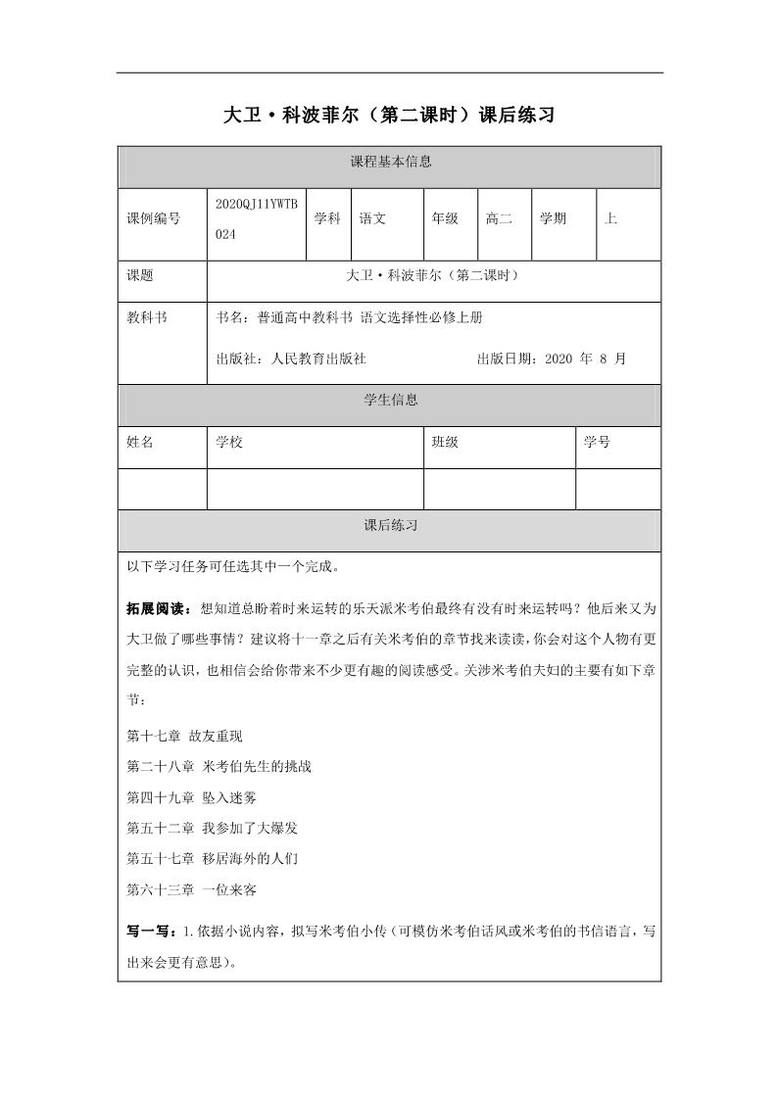 大卫·科波菲尔（第二课时）课后练习
课程基本信息
课例编号 2020QJ11YWTB024 学科 语文 年级 高二 学期 上
课题 大卫·科波菲尔（第二课时）
教科书 书名：普通高中教科书 语文选择性必修上册
出版社：人民教育出版社 出版日期：2020 年 8 月
学生信息
姓名 学校 班级 学号
课后练习
以下学习任务可任选其中一个完成。
拓展阅读：想知道总盼着时来运转的乐天派米考伯最终有没有时来运转吗？他后来又为
大卫做了哪些事情？建议将十一章之后有关米考伯的章节找来读读，你会对这个人物有更
完整的认识，也相信会给你带来不少更有趣的阅读感受。关涉米考伯夫妇的主要有如下章
节：
第十七章 故友重现
第二十八章 米考伯先生的挑战
第四十九章 坠入迷雾
第五十二章 我参加了大爆发
第五十七章 移居海外的人们
第六十三章 一位来客
写一写：1.依据小说内容，拟写米考伯小传（可模仿米考伯话风或米考伯的书信语言，写
出来会更有意思）。